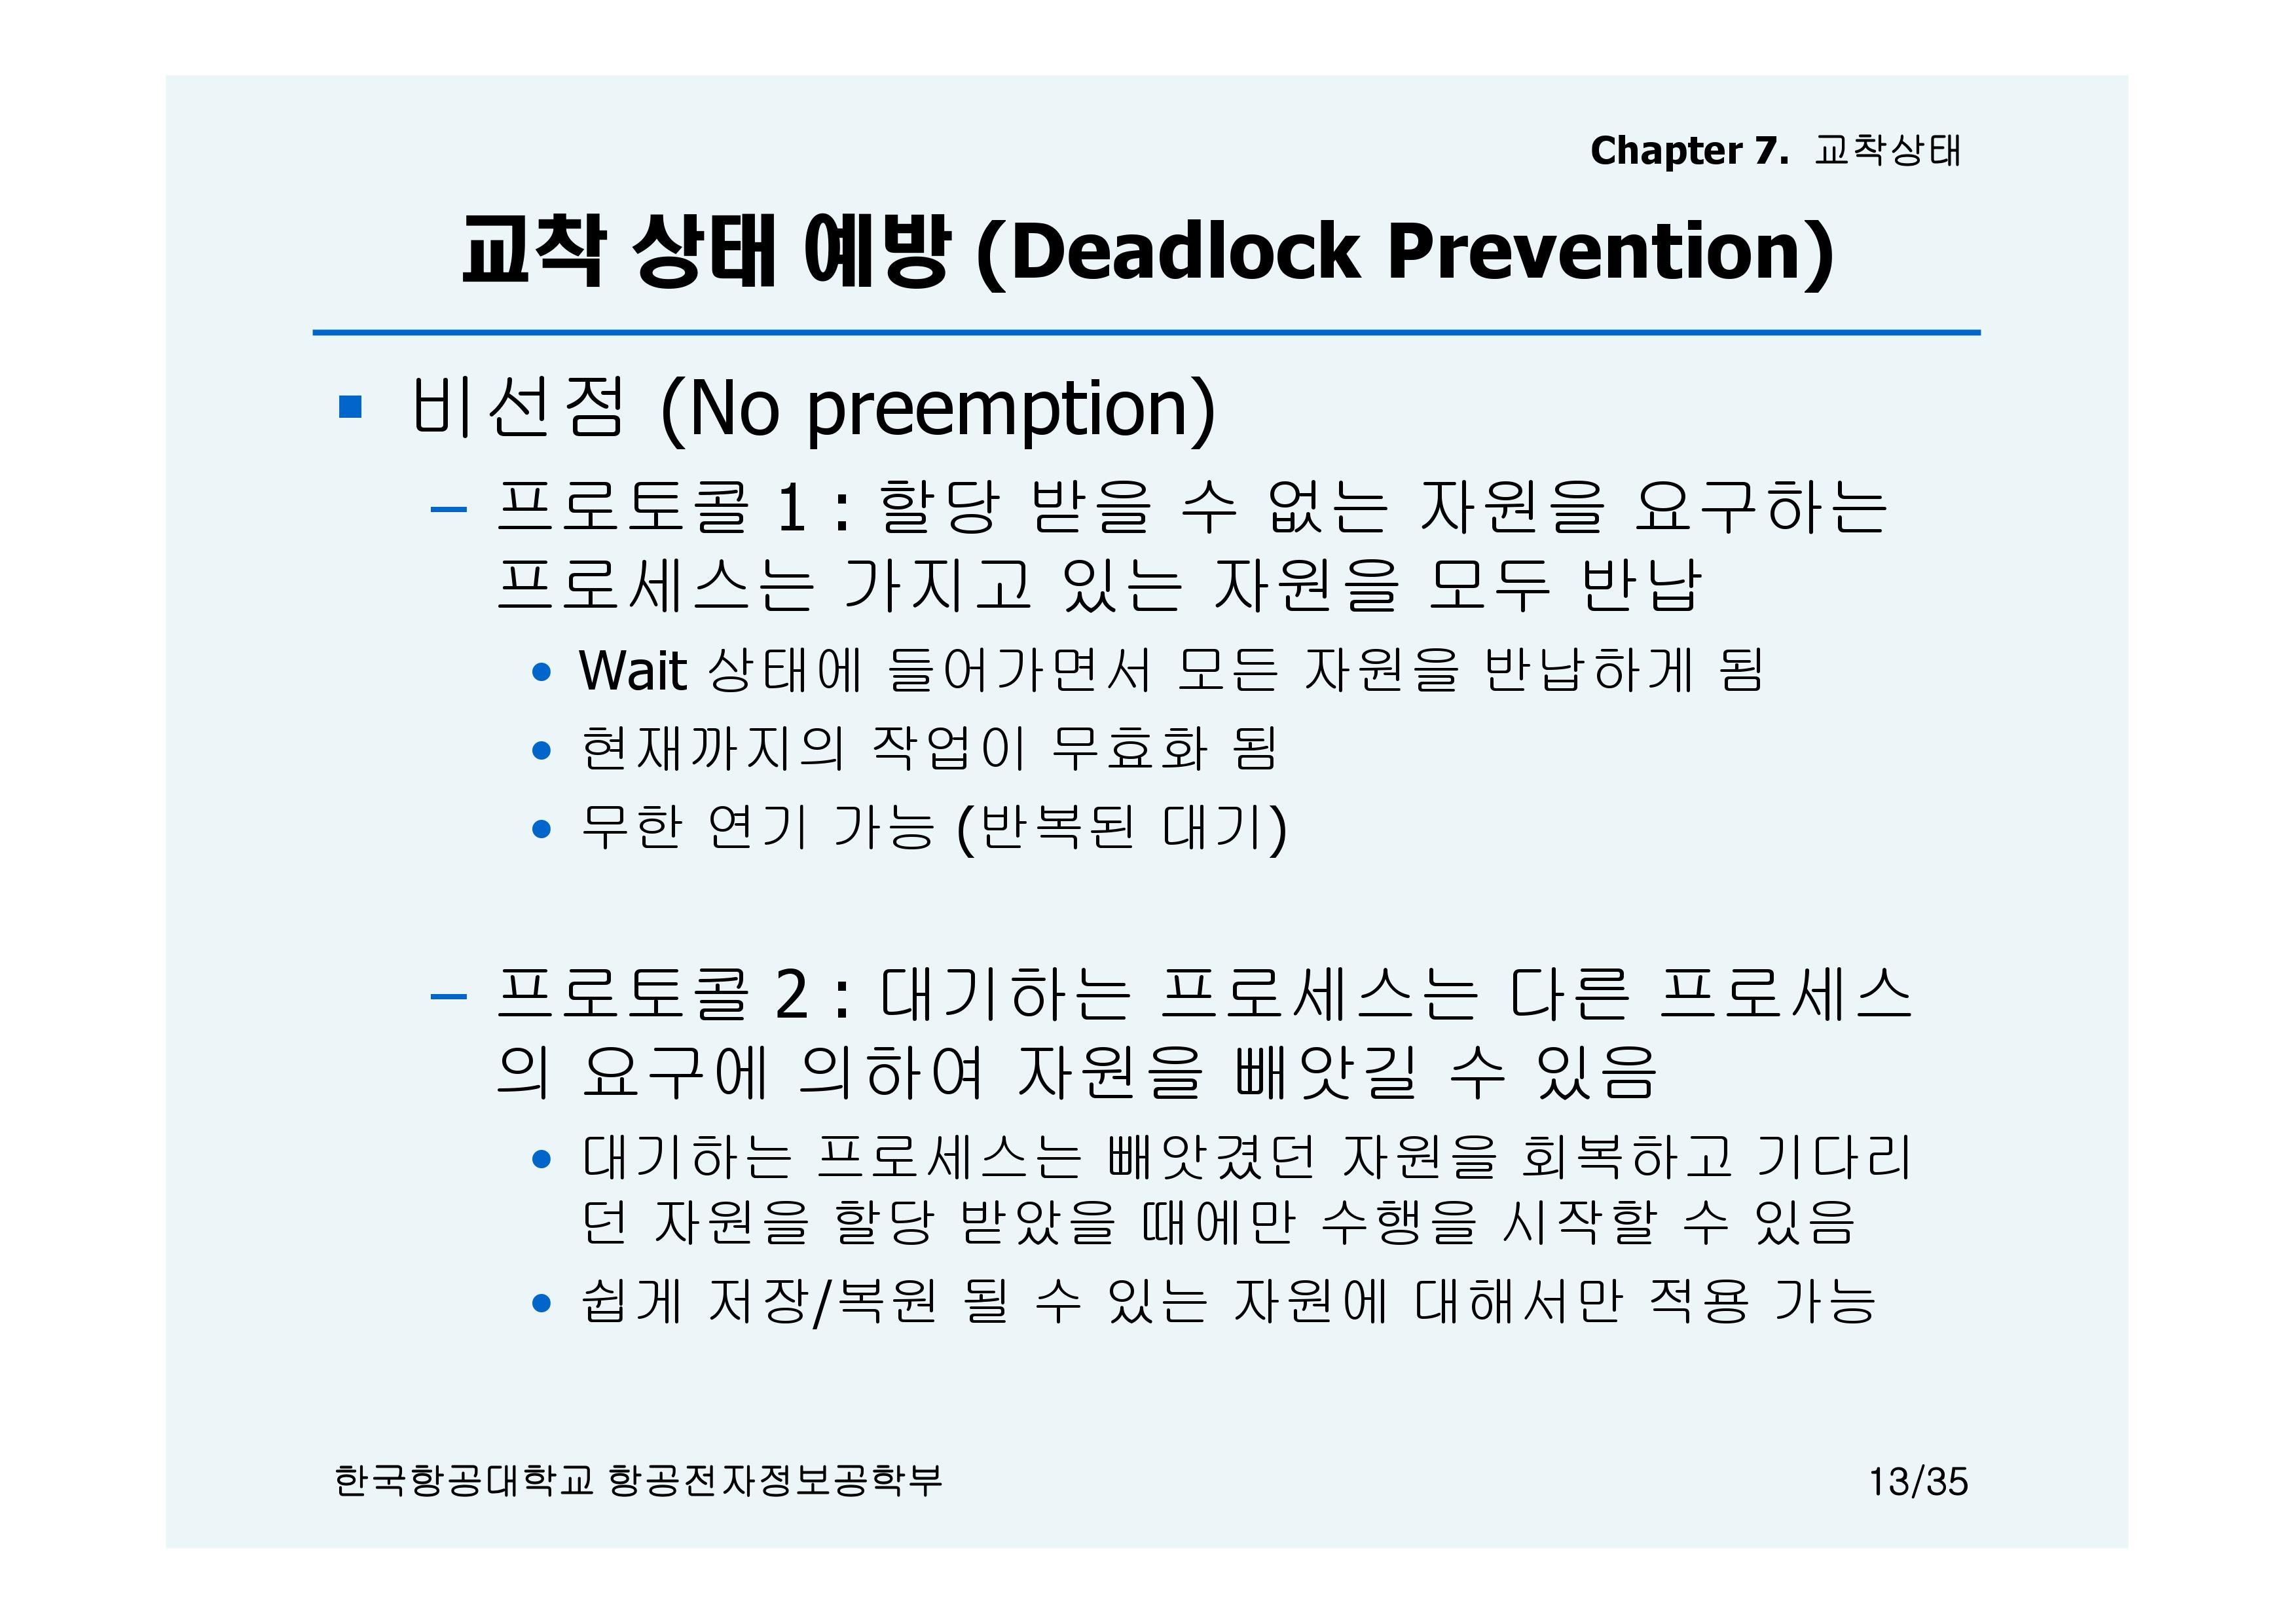 Chapter 7. 교착상태
교착 상태 예방 (Deadlock Prevention)
비선점 (No preemption)
– 프로토콜 1 : 할당 받을 수 없는 자원을 요구하는
프로세스는 가지고 있는 자원을 모두 반납
• Wait 상태에 들어가면서 모든 자원을 반납하게 됨
• 현재까지의 작업이 무효화 됨
• 무한 연기 가능 (반복된 대기)
– 프로토콜 2 : 대기하는 프로세스는 다른 프로세스
의 요구에 의하여 자원을 빼앗길 수 있음
• 대기하는 프로세스는 빼앗겼던 자원을 회복하고 기다리
던 자원을 할당 받았을 때에만 수행을 시작할 수 있음
• 쉽게 저장/복원 될 수 있는 자원에 대해서만 적용 가능
한국항공대학교 항공전자정보공학부
13/35